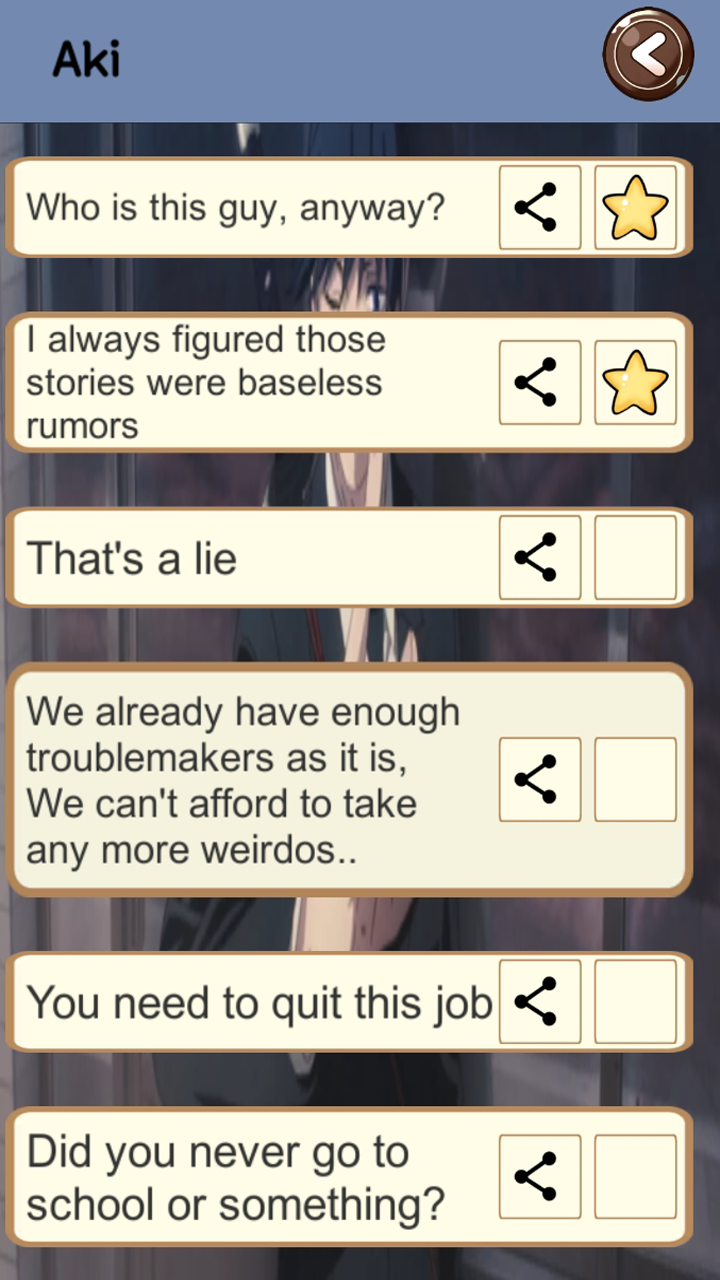 Aki
Who is this guy, anyway?
I always figured those
stories were baseless
rumors
That's a lie
We already have enough
troublemakers as it is,
We can't afford to take
any more weirdos..
You need to quit this job
Did you never go to
school or something?